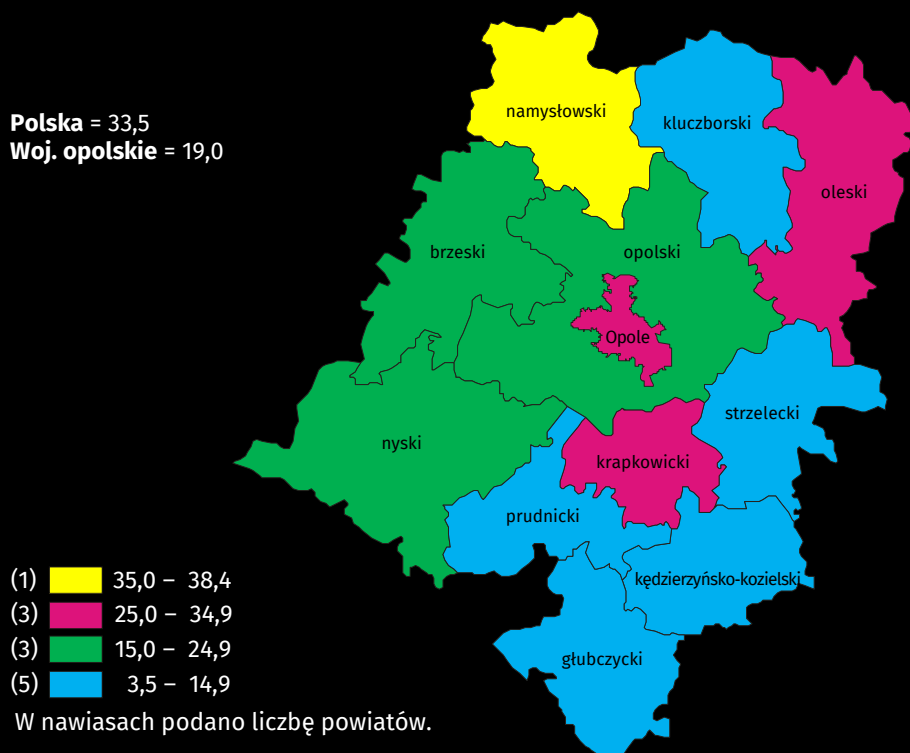 Polska = 33,5
Woj. opolskie = 19,0
namysłowski
kluczborski
oleski
brzeski
opolski
Opole
strzelecki
nyski
krapkowicki
prudnicki
kędzierzyńsko-kozielski
głubczycki
(1) 35,0 – 38,4
(3) 25,0 – 34,9
(3) 15,0 – 24,9
(5) 3,5 – 14,9
W nawiasach podano liczbę powiatów.